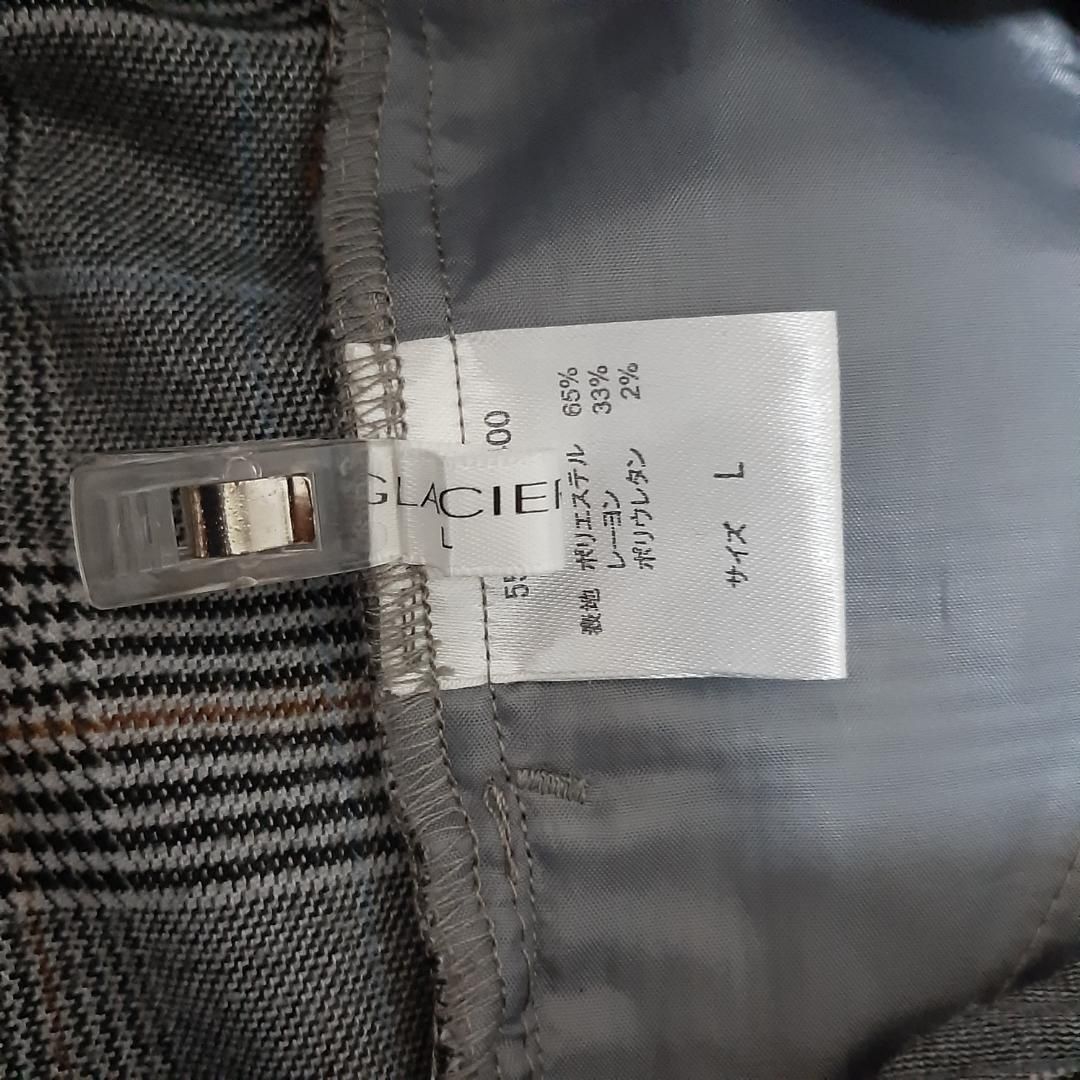 GLACIER
L
表地 ポリエステル 65%
レーヨン 33%
ポリウレタン 2%
サイズ L